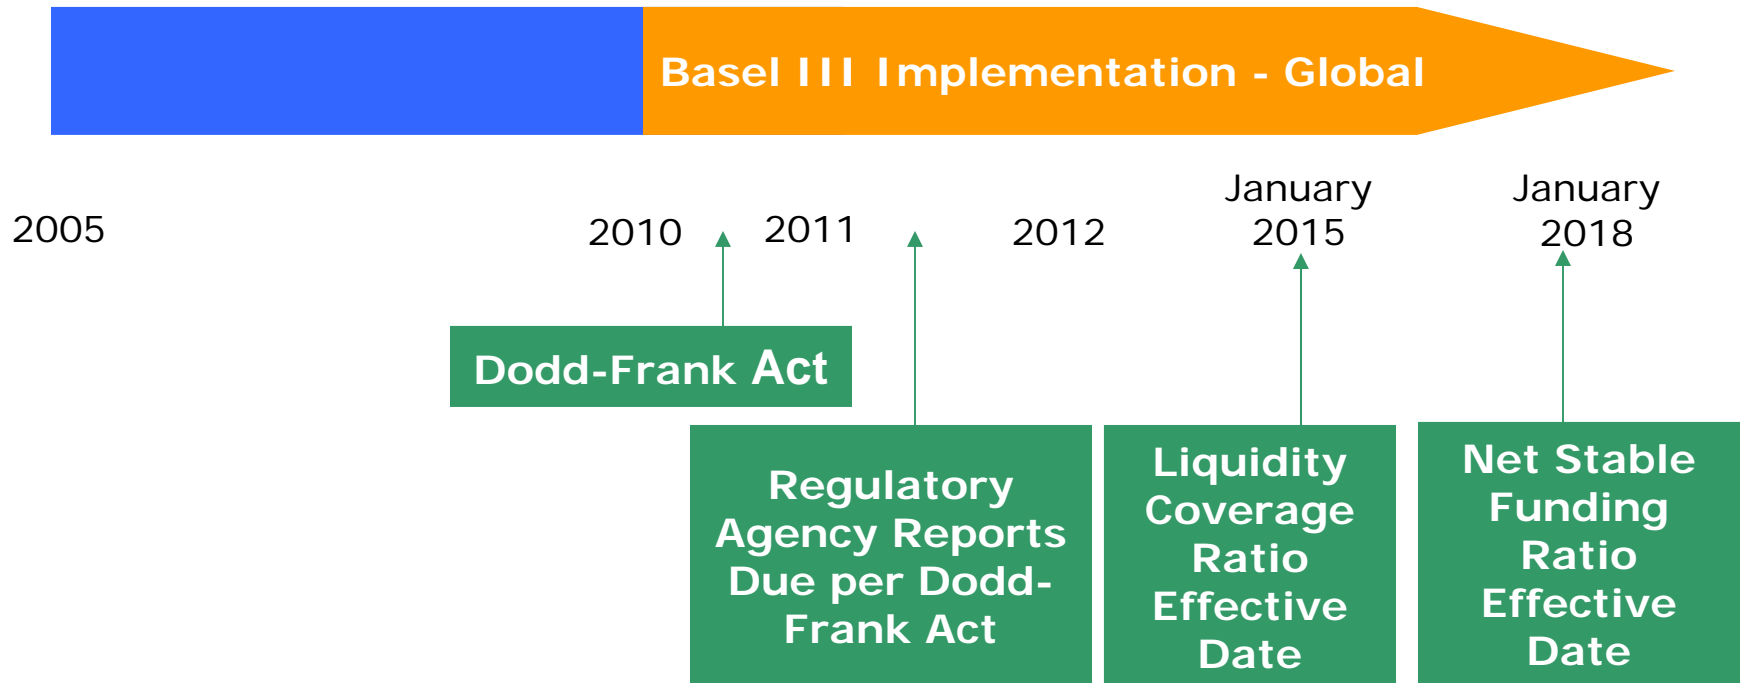 Basel III Implementation - Global
2005
2010
2011
2012
January
2015
January
2018
Dodd-Frank Act
Regulatory
Agency Reports
Due per Dodd-
Frank Act
Liquidity
Coverage
Ratio
Effective
Date
Net Stable
Funding
Ratio
Effective
Date